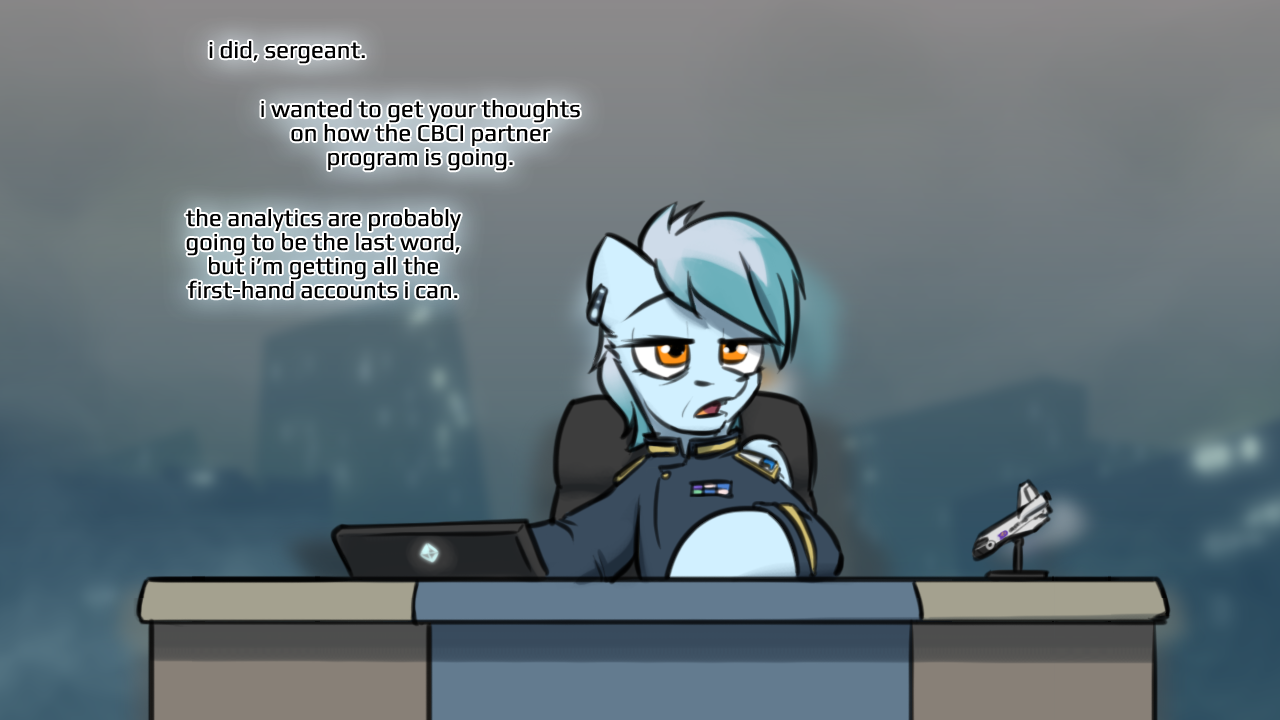 i did, sergeant.
i wanted to get your thoughts
on how the CBCI partner
program is going.
the analytics are probably
going to be the last word,
but i'm getting all the
first-hand accounts i can.